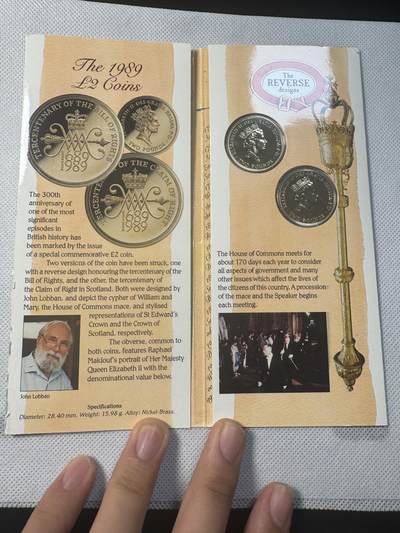 The 1989
£2 Coins
TERCENTENARY OF THE BILL OF RIGHTS
1689
1989
TWO POUNDS
TERCENTENARY OF THE CLAIM OF RIGHT
1689
1989
The 300th
anniversary of
one of the most
significant
episodes in
British history has
been marked by the issue
of a special commemorative £2 coin.
Two versions of the coin have been struck, one
with a reverse design honouring the tercentenary of the
Bill of Rights, and the other, the tercentenary of
the Claim of Right in Scotland. Both were designed by
John Lobban, and depict the cypher of William and
Mary, the House of Commons mace, and stylised
representations of St Edward's
Crown and the Crown of
Scotland, respectively.
The obverse, common to
both coins, features Raphael
Maklouf's portrait of Her Majesty
Queen Elizabeth II with the
denominational value below.
John Lobban
Specifications
Diameter: 28.40 mm. Weight: 15.98 g. Alloy: Nickel-Brass.
The
REVERSE
designs
TWO POUNDS
TWO POUNDS
The House of Commons meets for
about 170 days each year to consider
all aspects of government and many
other issues which affect the lives of
the citizens of this country. A procession
of the mace and the Speaker begins
each meeting.